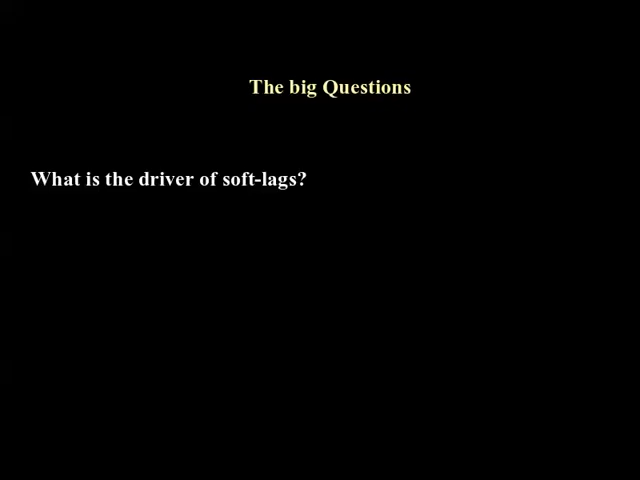 The big Questions
What is the driver of soft-lags?